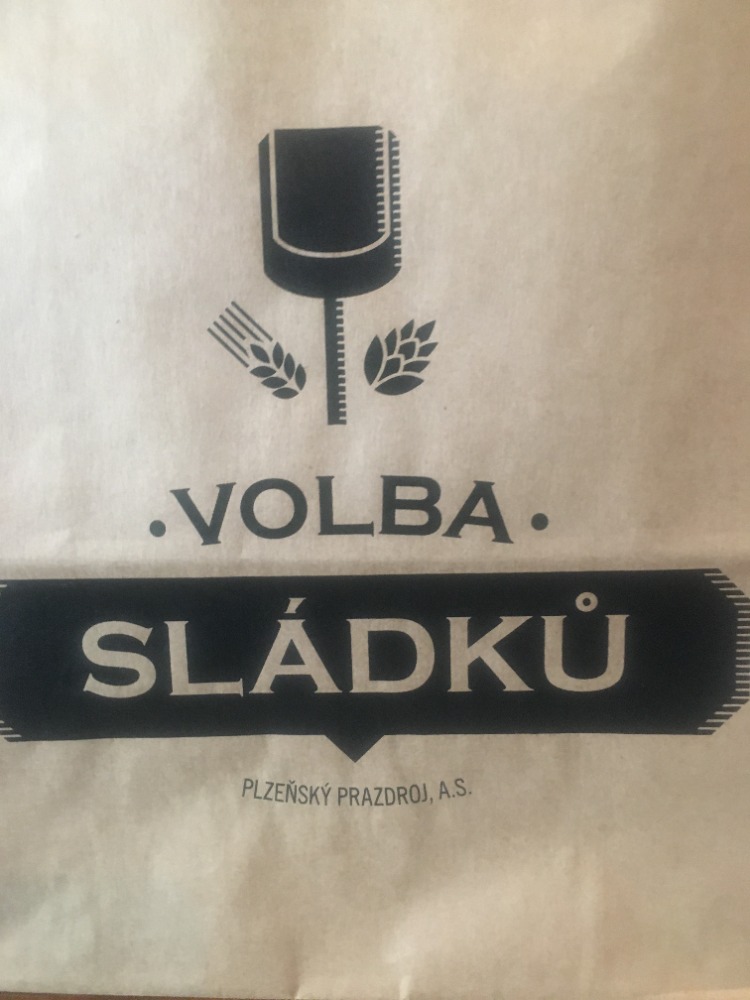 ·VOLBA·
SLÁDKŮ
PLZEŇSKÝ PRAZDROJ, A.S.